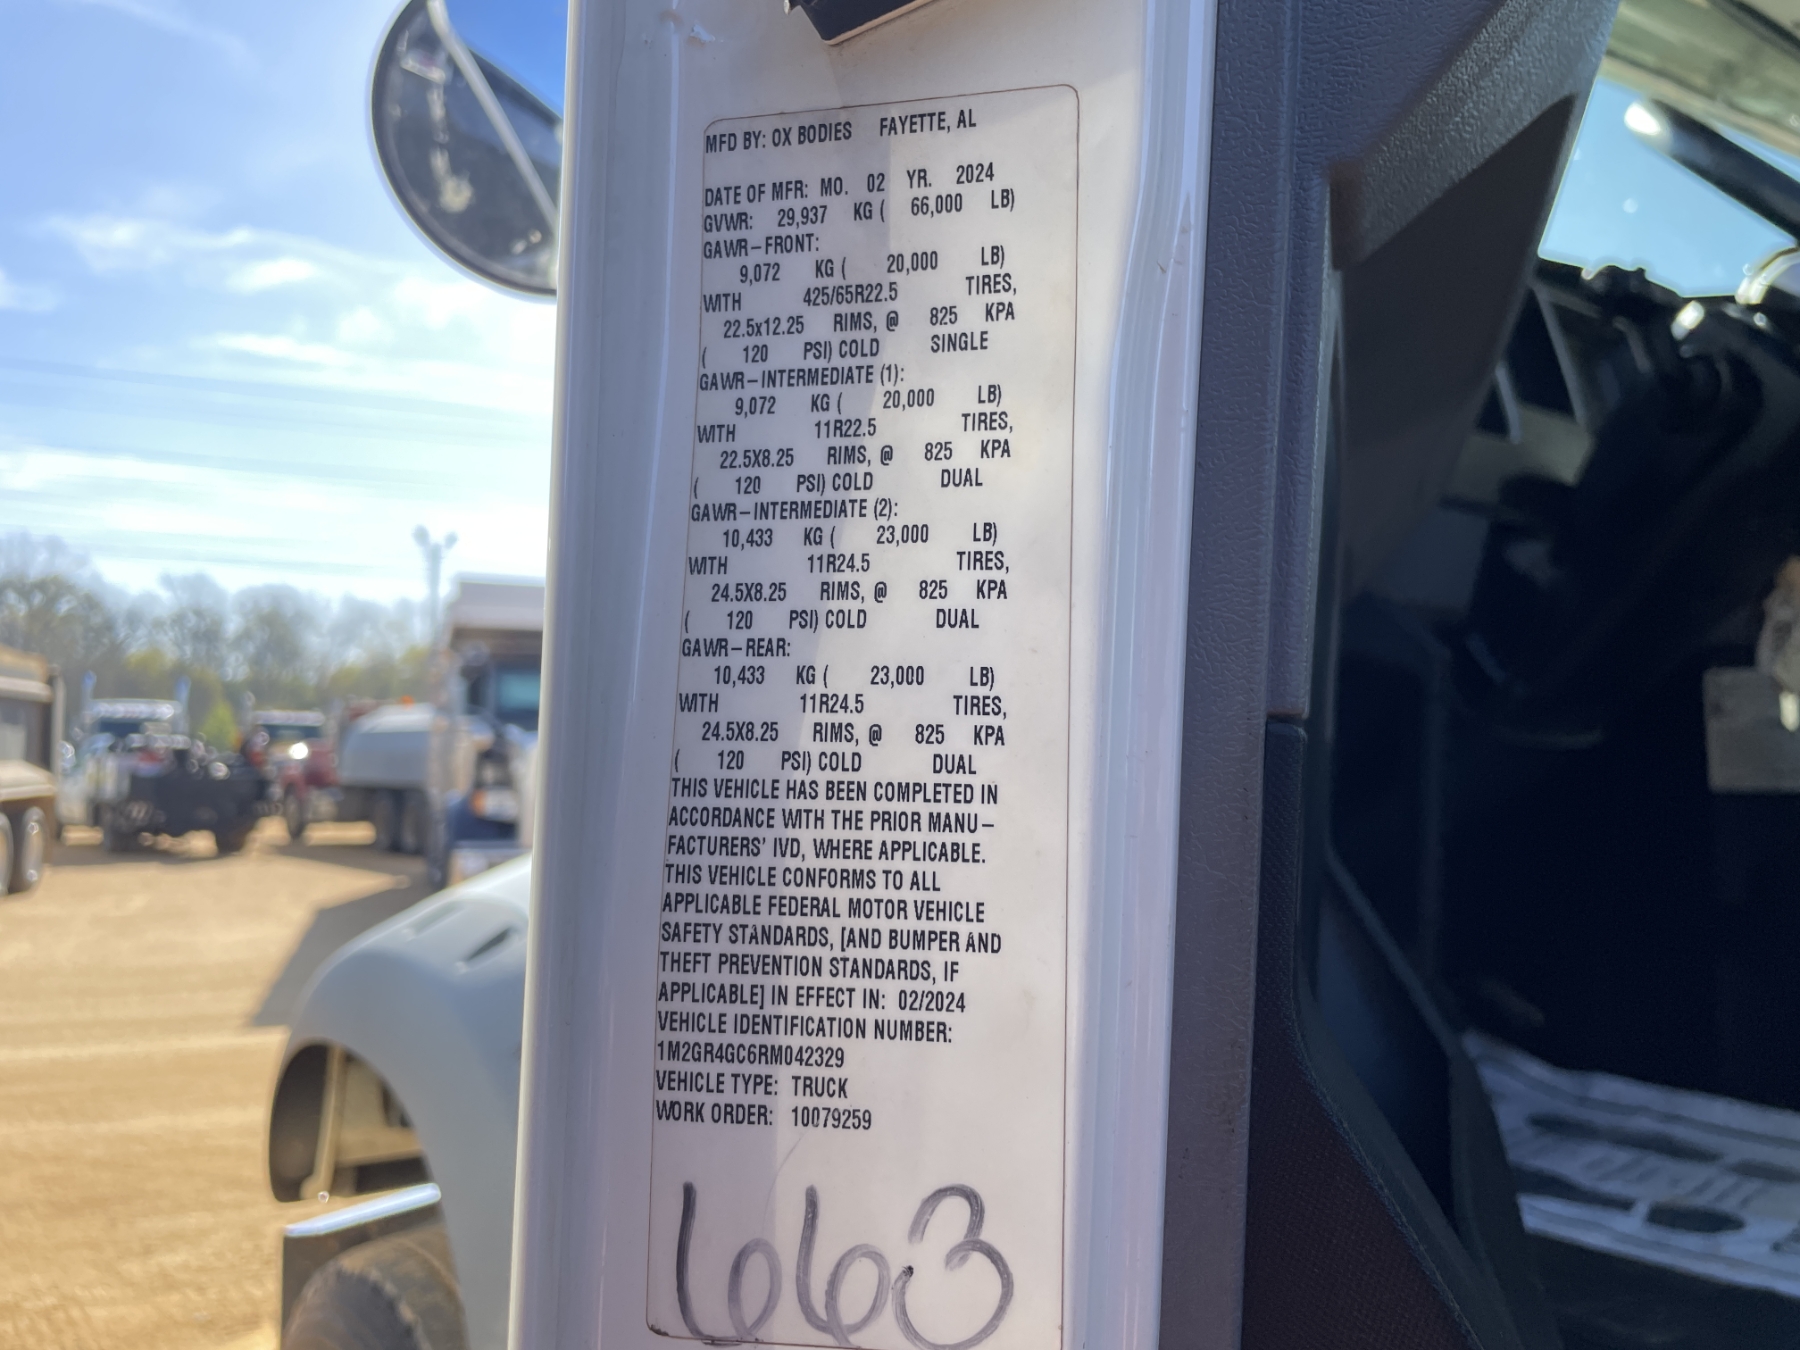 MFD BY: OX BODIES FAYETTE, AL
DATE OF MFR: MO. 02 YR. 2024
GVWR: 29,937 KG ( 66,000 LB)
GAWR-FRONT:
9,072 KG ( 20,000 LB)
WITH 425/65R22.5 TIRES,
22.5x12.25 RIMS, @ 825 KPA
( 120 PSI) COLD SINGLE
GAWR-INTERMEDIATE (1):
9,072 KG ( 20,000 LB)
WITH 11R22.5 TIRES,
22.5X8.25 RIMS, @ 825 KPA
( 120 PSI) COLD DUAL
GAWR-INTERMEDIATE (2):
10,433 KG ( 23,000 LB)
WITH 11R24.5 TIRES,
24.5X8.25 RIMS, @ 825 KPA
( 120 PSI) COLD DUAL
GAWR-REAR:
10,433 KG ( 23,000 LB)
WITH 11R24.5 TIRES,
24.5X8.25 RIMS, @ 825 KPA
( 120 PSI) COLD DUAL
THIS VEHICLE HAS BEEN COMPLETED IN
ACCORDANCE WITH THE PRIOR MANU-
FACTURERS' IVD, WHERE APPLICABLE.
THIS VEHICLE CONFORMS TO ALL
APPLICABLE FEDERAL MOTOR VEHICLE
SAFETY STANDARDS, [AND BUMPER AND
THEFT PREVENTION STANDARDS, IF
APPLICABLE] IN EFFECT IN: 02/2024
VEHICLE IDENTIFICATION NUMBER:
1M2GR4GC6RM042329
VEHICLE TYPE: TRUCK
WORK ORDER: 10079259
663